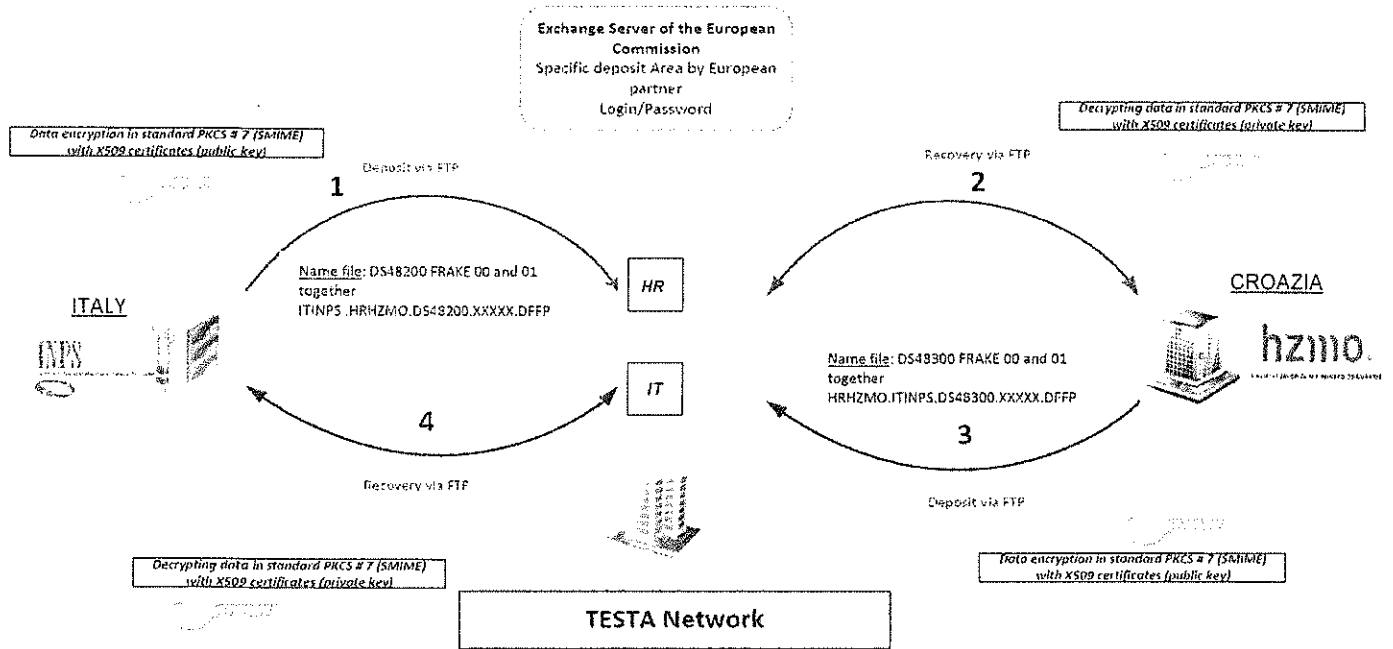 Exchange Server of the European
Commission
Specific deposit Area by European
partner
Login/Password
Data encryption in standard PKCS # 7 (SMIME)
with X509 certificates (public key)
Decrypting data in standard PKCS # 7 (SMIME)
with X509 certificates (private key)
Deposit via FTP
1
Recovery via FTP
2
Name file: DS48200 FRAKE 00 and 01
together
ITINPS .HRHZMO.DS48200.XXXXX.DFFP
HR
ITALY
INPS
CROAZIA
hzmo.
Name file: DS48300 FRAKE 00 and 01
together
HRHZMO.ITINPS.DS48300.XXXXX.DFFP
IT
4
3
Recovery via FTP
Deposit via FTP
Decrypting data in standard PKCS # 7 (SMIME)
with X509 certificates (private key)
Data encryption in standard PKCS # 7 (SMIME)
with X509 certificates (public key)
TESTA Network